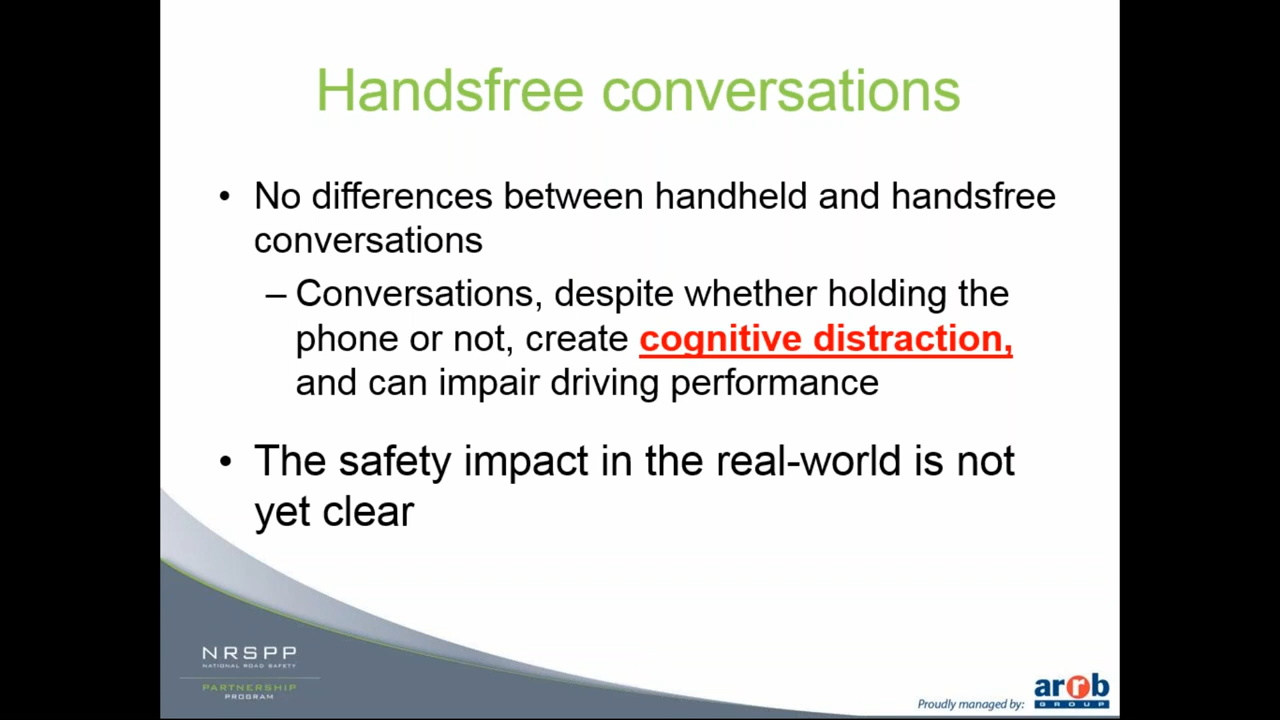 Handsfree conversations
• No differences between handheld and handsfree
conversations
– Conversations, despite whether holding the
phone or not, create cognitive distraction,
and can impair driving performance
• The safety impact in the real-world is not
yet clear
NRSPP
NATIONAL ROAD SAFETY
PARTNERSHIP
PROGRAM
Proudly managed by:
arrb
GROUP